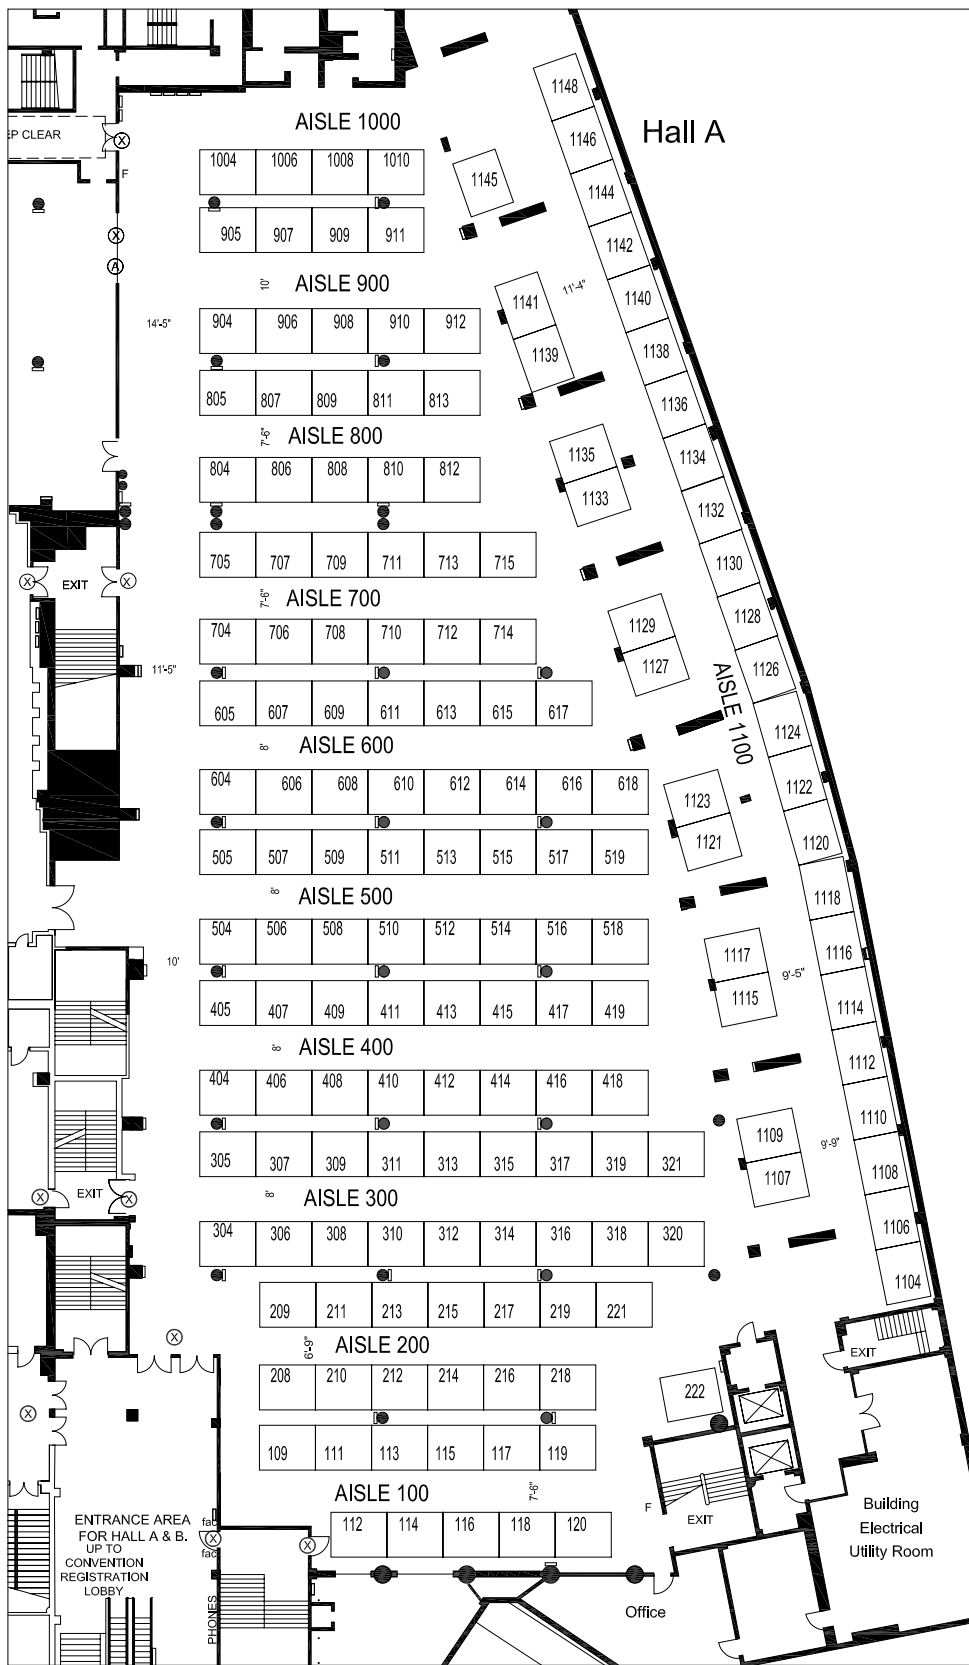 1148
AISLE 1000
Hall A
EP CLEAR
X
1146
1004 1006 1008 1010
F
1145
1144
905 907 909 911
X
1142
A
AISLE 900
10'
11'-4"
1141
1140
14'-5"
904 906 908 910 912
1139
1138
805 807 809 811 813
1136
AISLE 800
7'-6"
1135
1134
804 806 808 810 812
1133
1132
705 707 709 711 713 715
1130
X EXIT X
AISLE 700
7'-6"
1128
704 706 708 710 712 714
1129
1126
11'-5"
1127
AISLE 1100
605 607 609 611 613 615 617
1124
AISLE 600
8'
604 606 608 610 612 614 616 618
1122
1123
1121
1120
505 507 509 511 513 515 517 519
AISLE 500
8'
1118
504 506 508 510 512 514 516 518
1117
1116
10'
9'-5"
1115
405 407 409 411 413 415 417 419
1114
AISLE 400
8'
1112
404 406 408 410 412 414 416 418
1110
1109
9'-9"
305 307 309 311 313 315 317 319 321
1108
1107
X EXIT X
AISLE 300
8'
304 306 308 310 312 314 316 318 320
1106
1104
209 211 213 215 217 219 221
X
AISLE 200
6'-9"
EXIT
208 210 212 214 216 218
222
X
109 111 113 115 117 119
AISLE 100
7'-6"
F
EXIT
Building
Electrical
Utility Room
112 114 116 118 120
ENTRANCE AREA
FOR HALL A & B.
UP TO
CONVENTION
REGISTRATION
LOBBY
fac
X
fac
X
PHONES
Office